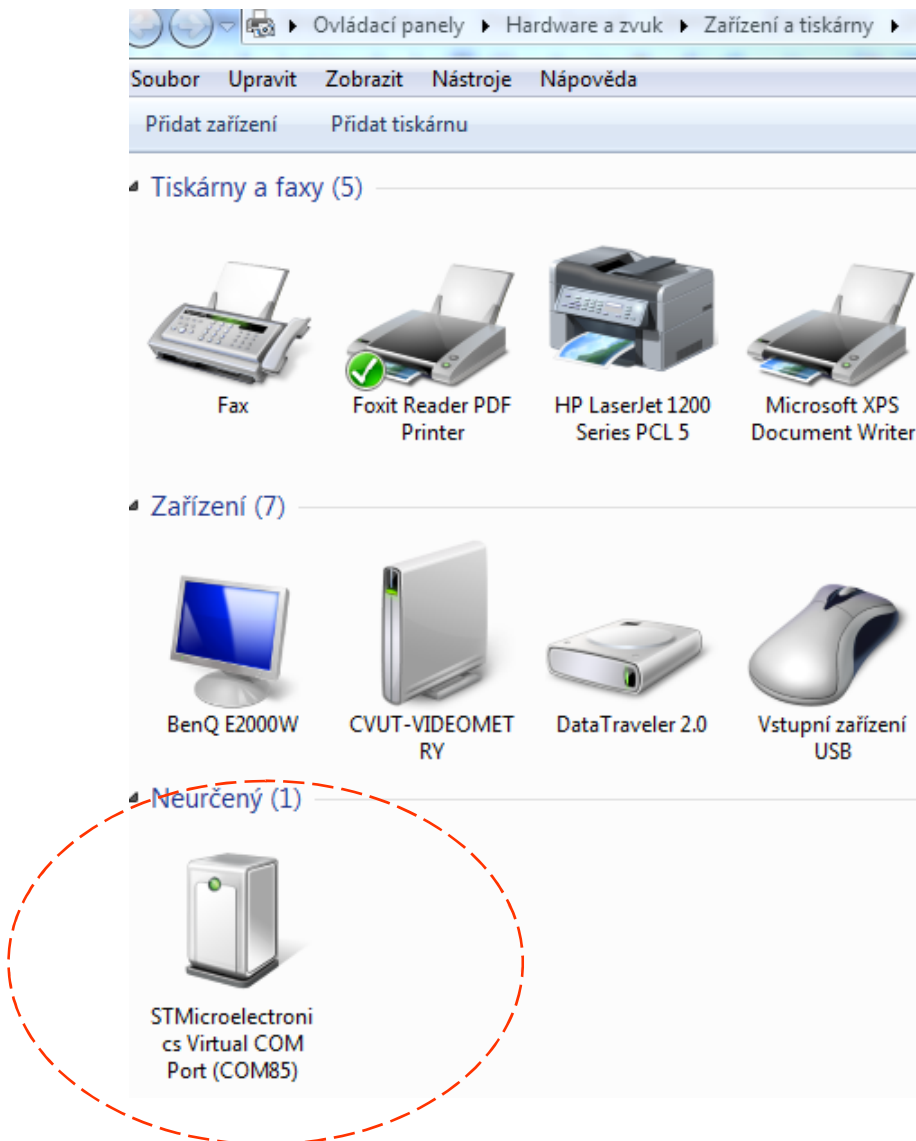 Ovládací panely ▸ Hardware a zvuk ▸ Zařízení a tiskárny ▸
Soubor Upravit Zobrazit Nástroje Nápověda
Přidat zařízení Přidat tiskárnu
Tiskárny a faxy (5)
Fax
Foxit Reader PDF
Printer
HP LaserJet 1200
Series PCL 5
Microsoft XPS
Document Writer
Zařízení (7)
BenQ E2000W
CVUT-VIDEOMET
RY
DataTraveler 2.0
Vstupní zařízení
USB
Neurčený (1)
STMicroelectroni
cs Virtual COM
Port (COM85)